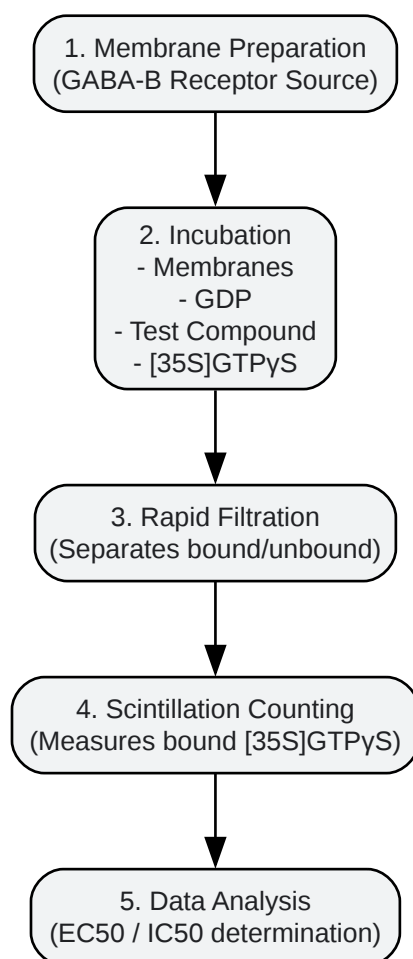 1. Membrane Preparation
(GABA-B Receptor Source)
2. Incubation
- Membranes
- GDP
- Test Compound
- [35S]GTPγS
3. Rapid Filtration
(Separates bound/unbound)
4. Scintillation Counting
(Measures bound [35S]GTPγS)
5. Data Analysis
(EC50 / IC50 determination)